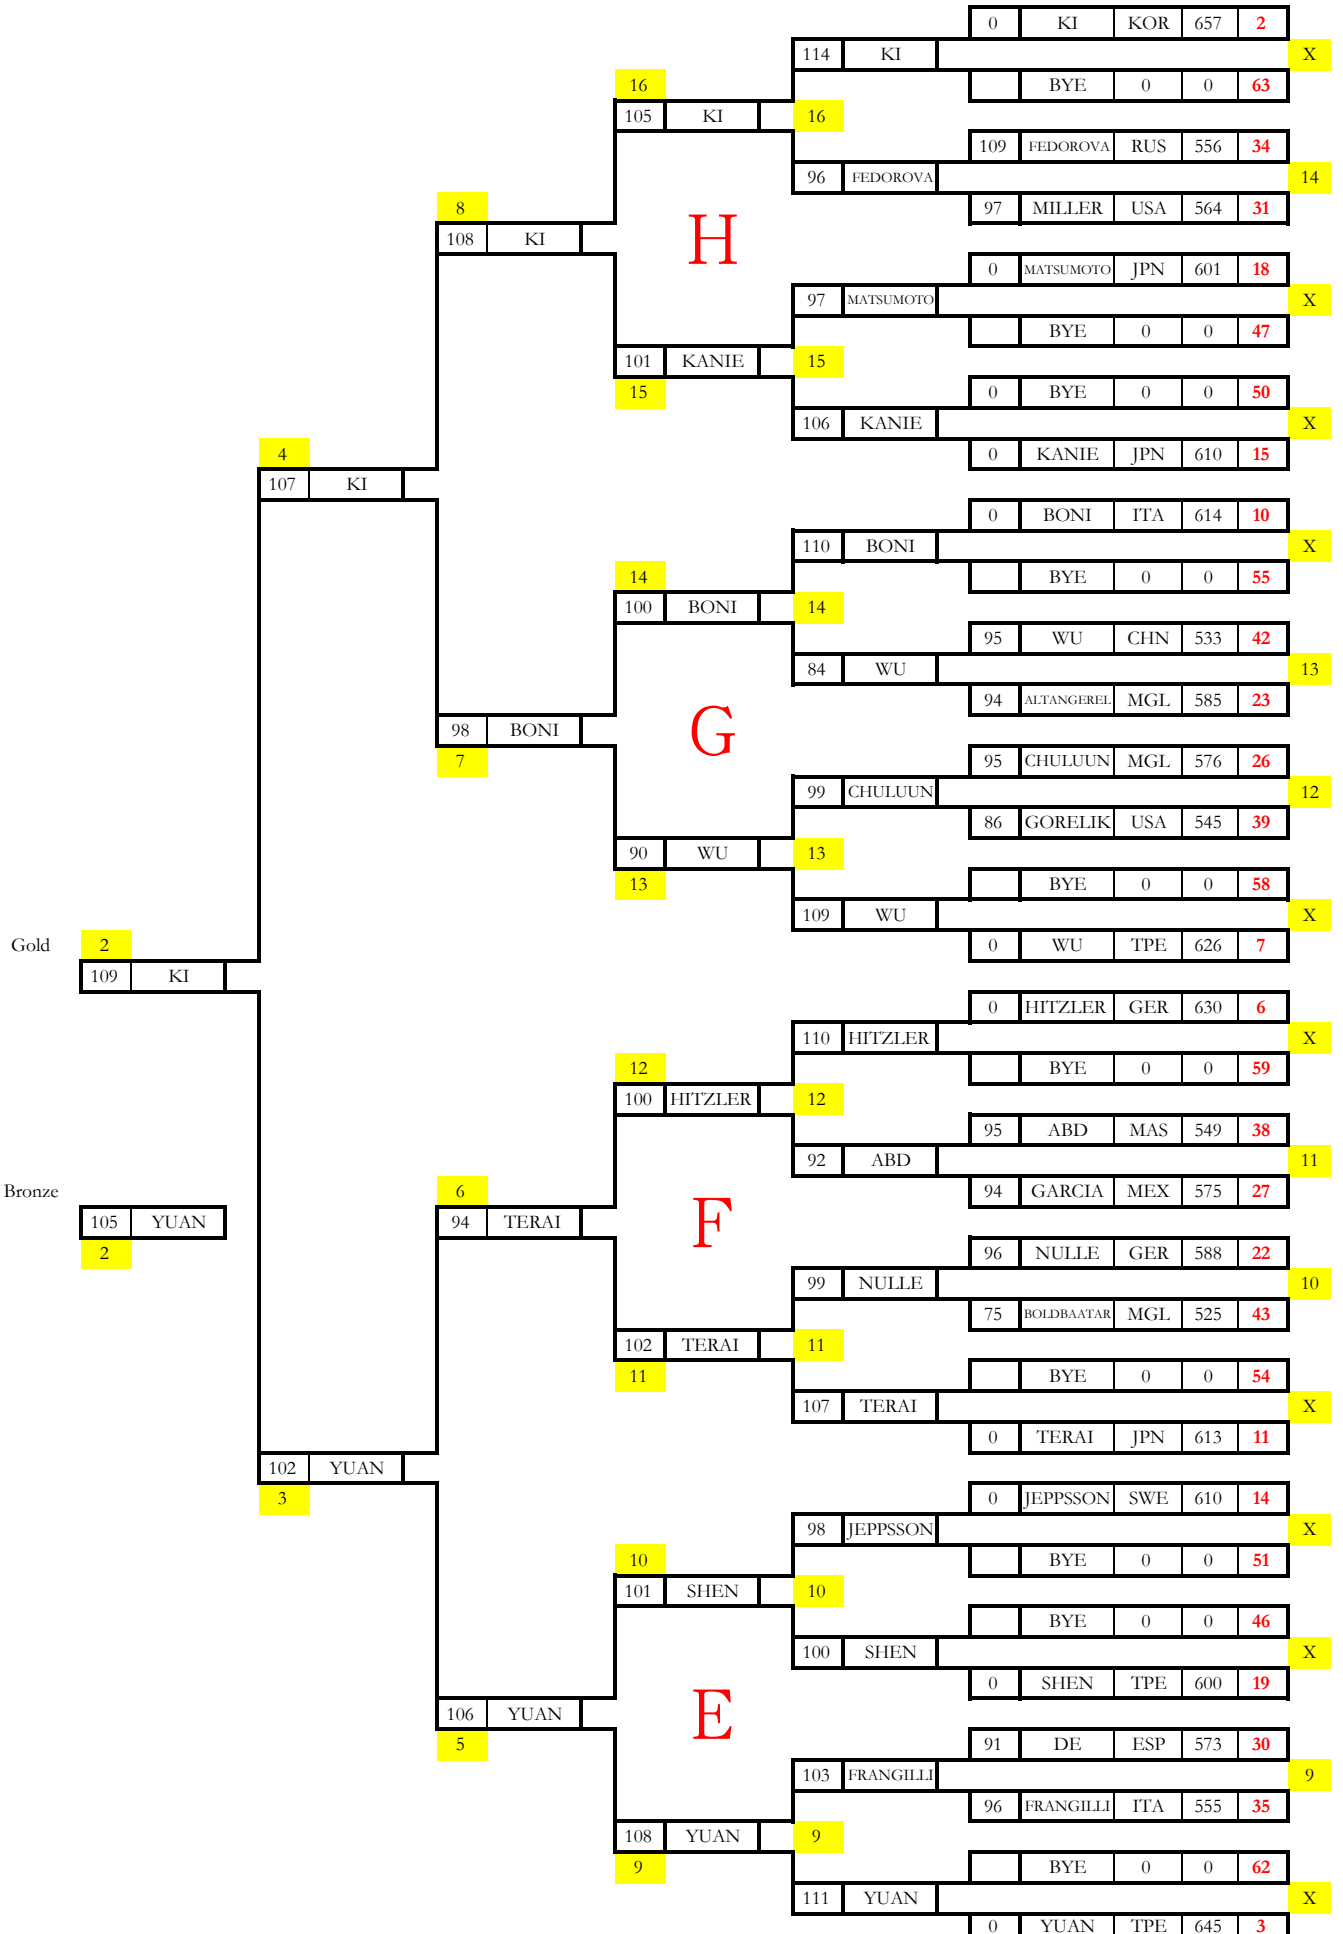 0 KI KOR 657 2
114 KI X
16 BYE 0 0 63
105 KI 16
109 FEDOROVA RUS 556 34
96 FEDOROVA 14
8 97 MILLER USA 564 31
108 KI H
0 MATSUMOTO JPN 601 18
97 MATSUMOTO X
BYE 0 0 47
101 KANIE 15
15 0 BYE 0 0 50
106 KANIE X
4 0 KANIE JPN 610 15
107 KI
0 BONI ITA 614 10
110 BONI X
14 BYE 0 0 55
100 BONI 14
95 WU CHN 533 42
84 WU 13
94 ALTANGEREL MGL 585 23
98 BONI G
7 95 CHULUUN MGL 576 26
99 CHULUUN 12
86 GORELIK USA 545 39
90 WU 13
13 BYE 0 0 58
109 WU X
Gold 2 0 WU TPE 626 7
109 KI
0 HITZLER GER 630 6
110 HITZLER X
12 BYE 0 0 59
100 HITZLER 12
95 ABD MAS 549 38
92 ABD 11
Bronze 6 94 GARCIA MEX 575 27
105 YUAN 94 TERAI F
2 96 NULLE GER 588 22
99 NULLE 10
75 BOLDBAATAR MGL 525 43
102 TERAI 11
11 BYE 0 0 54
107 TERAI X
0 TERAI JPN 613 11
102 YUAN
3 0 JEPPSSON SWE 610 14
98 JEPPSSON X
10 BYE 0 0 51
101 SHEN 10
BYE 0 0 46
100 SHEN X
0 SHEN TPE 600 19
106 YUAN E
5 91 DE ESP 573 30
103 FRANGILLI 9
96 FRANGILLI ITA 555 35
108 YUAN 9
9 BYE 0 0 62
111 YUAN X
0 YUAN TPE 645 3